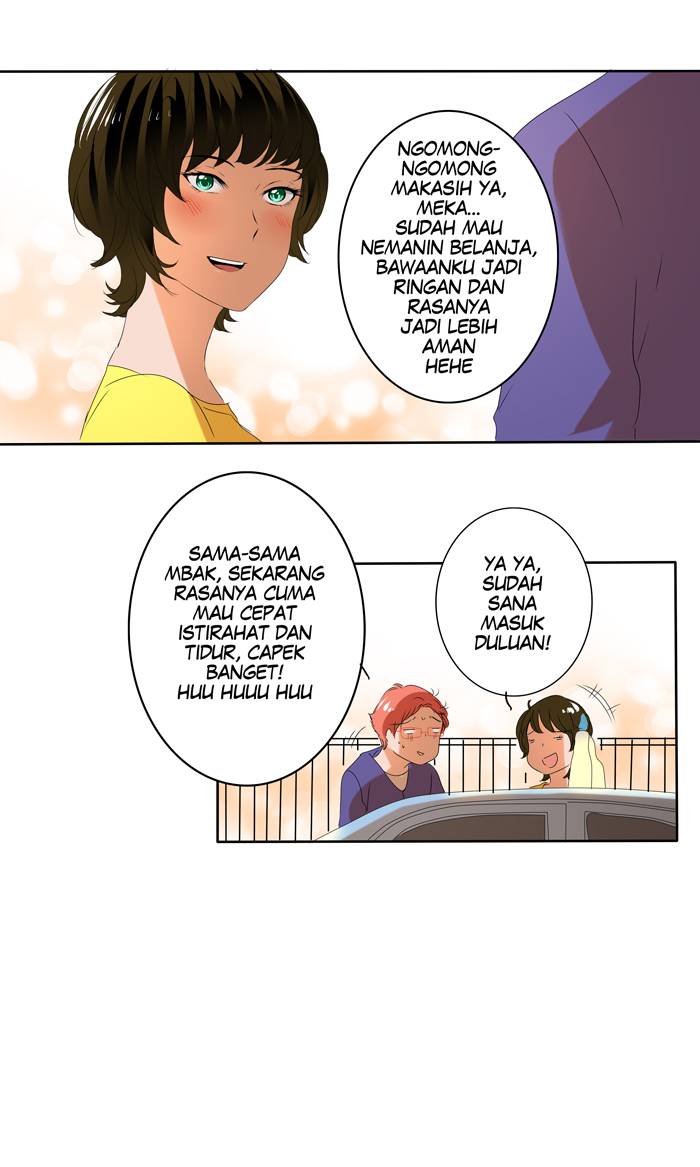 NGOMONG-
NGOMONG
MAKASIH YA,
MEKA...
SUDAH MAU
NEMANIN BELANJA,
BAWAANKU JADI
RINGAN DAN
RASANYA
JADI LEBIH
AMAN
HEHE
SAMA-SAMA
MBAK, SEKARANG
RASANYA CUMA
MAU CEPAT
ISTIRAHAT DAN
TIDUR, CAPEK
BANGET!
HUU HUUU HUU
YA YA,
SUDAH
SANA
MASUK
DULUAN!